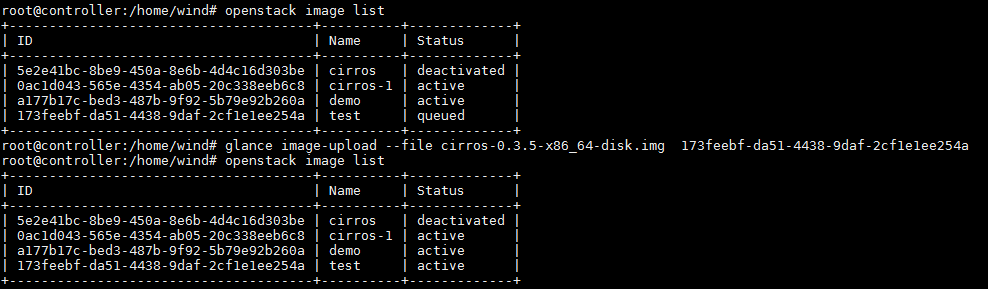 root@controller:/home/wind# openstack image list
+--------------------------------------+----------+-------------+
| ID                                   | Name     | Status      |
+--------------------------------------+----------+-------------+
| 5e2e41bc-8be9-450a-8e6b-4d4c16d303be | cirros   | deactivated |
| 0ac1d043-565e-4354-ab05-20c338eeb6c8 | cirros-1 | active      |
| a177b17c-bed3-487b-9f92-5b79e92b260a | demo     | active      |
| 173feebf-da51-4438-9daf-2cf1e1ee254a | test     | queued      |
+--------------------------------------+----------+-------------+
root@controller:/home/wind# glance image-upload --file cirros-0.3.5-x86_64-disk.img  173feebf-da51-4438-9daf-2cf1e1ee254a
root@controller:/home/wind# openstack image list
+--------------------------------------+----------+-------------+
| ID                                   | Name     | Status      |
+--------------------------------------+----------+-------------+
| 5e2e41bc-8be9-450a-8e6b-4d4c16d303be | cirros   | deactivated |
| 0ac1d043-565e-4354-ab05-20c338eeb6c8 | cirros-1 | active      |
| a177b17c-bed3-487b-9f92-5b79e92b260a | demo     | active      |
| 173feebf-da51-4438-9daf-2cf1e1ee254a | test     | active      |
+--------------------------------------+----------+-------------+